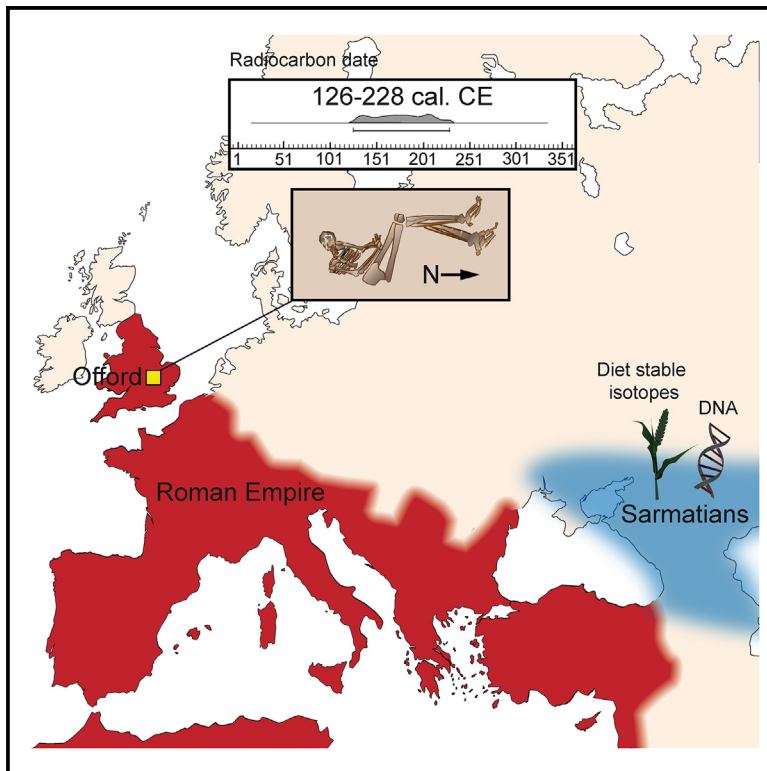 Radiocarbon date
126-228 cal. CE
1 51 101 151 201 251 301 351
N
Offord
Diet stable
isotopes
DNA
Roman Empire
Sarmatians